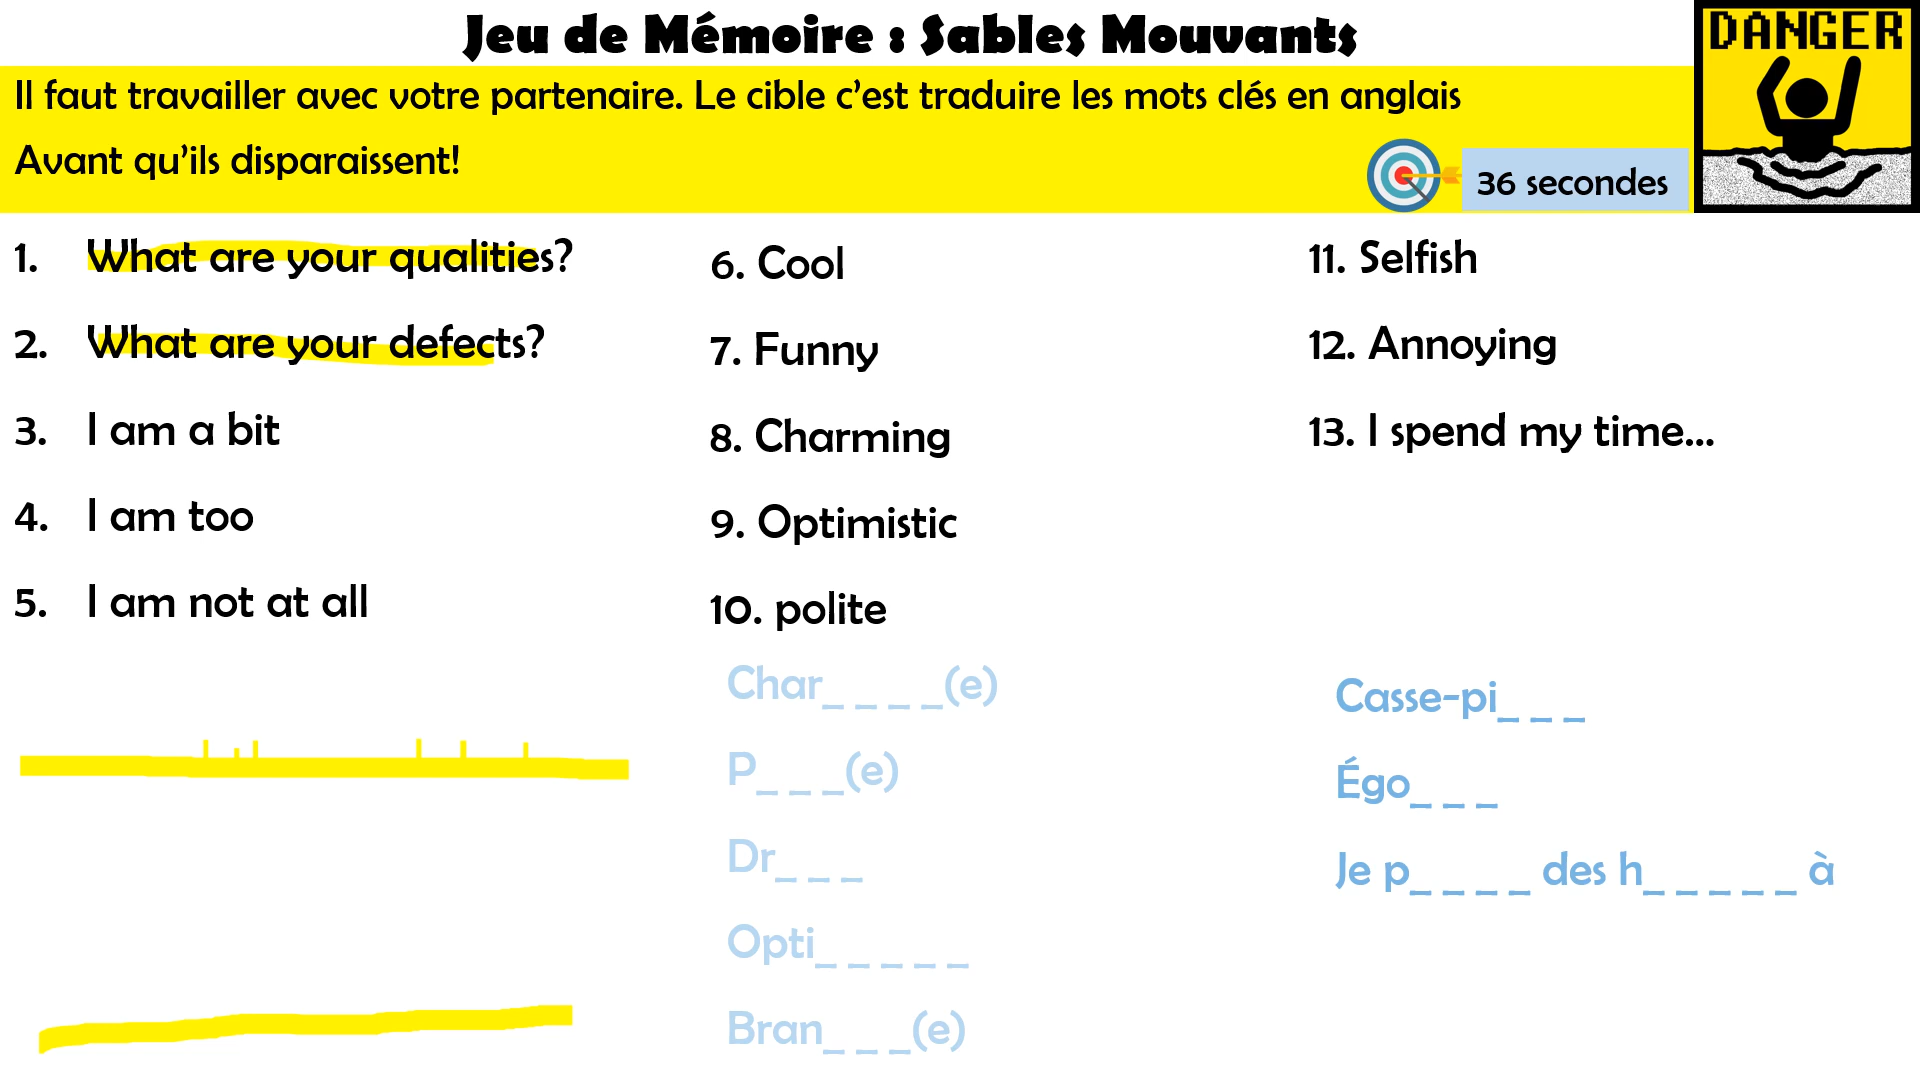 Jeu de Mémoire : Sables Mouvants
DANGER
Il faut travailler avec votre partenaire. Le cible c’est traduire les mots clés en anglais
Avant qu’ils disparaissent!
36 secondes
1. What are your qualities?
2. What are your defects?
3. I am a bit
4. I am too
5. I am not at all
6. Cool
7. Funny
8. Charming
9. Optimistic
10. polite
11. Selfish
12. Annoying
13. I spend my time...
Char_ _ _ _(e)
P_ _ _(e)
Dr_ _ _
Opti_ _ _ _ _
Bran_ _ _(e)
Casse-pi_ _ _
Égo_ _ _
Je p_ _ _ _ des h_ _ _ _ _ à